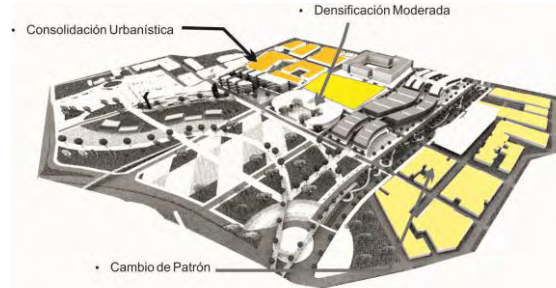 • Densificación Moderada
• Consolidación Urbanística
• Cambio de Patrón